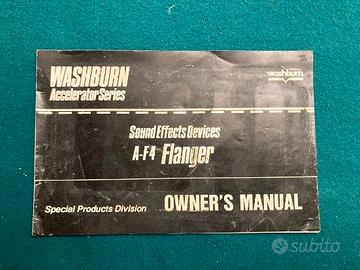 WASHBURN
Accelerator Series
washburn
Sound Effects Devices
A-F4 Flanger
Special Products Division
OWNER'S MANUAL
subito